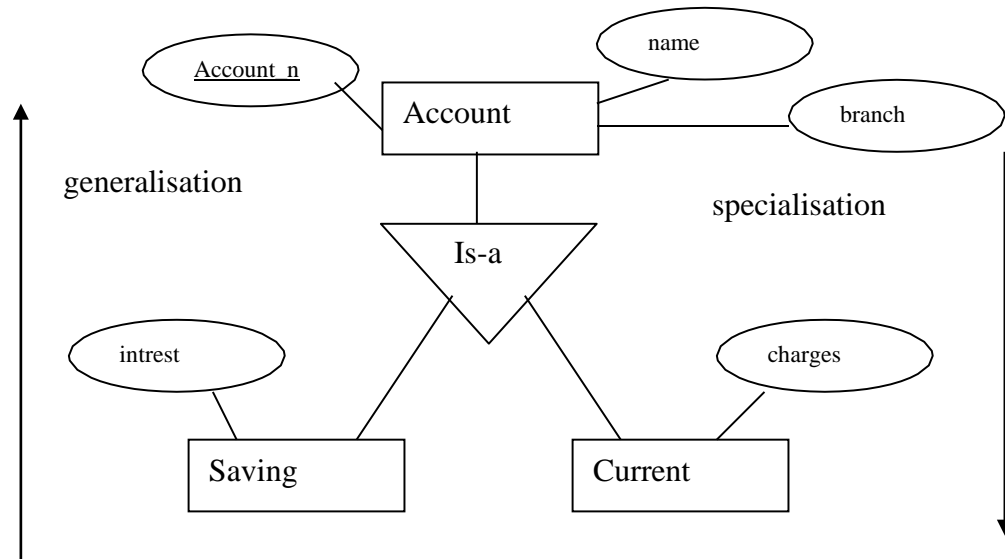 name
Account_n
Account
branch
generalisation
specialisation
Is-a
intrest
charges
Saving
Current